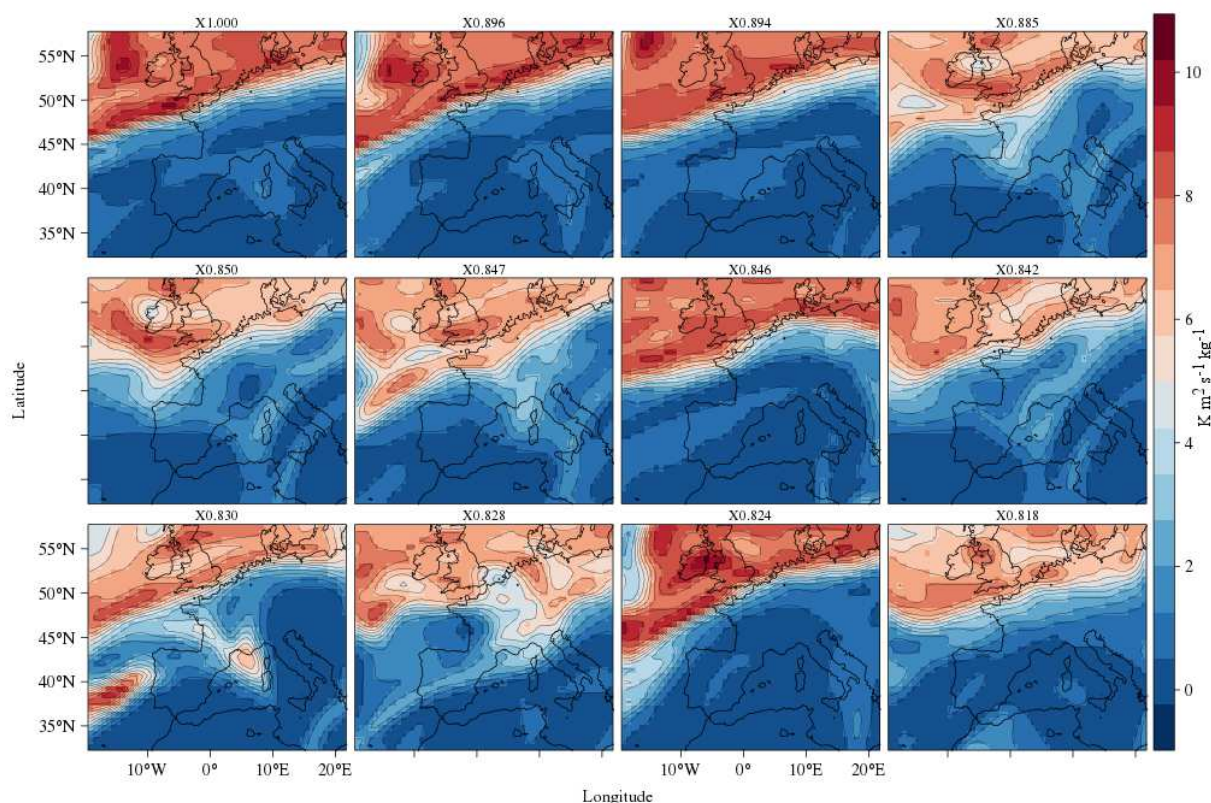 X1.000 X0.896 X0.894 X0.885
55°N
50°N
45°N
40°N
35°N
X0.850 X0.847 X0.846 X0.842
X0.830 X0.828 X0.824 X0.818
55°N
50°N
45°N
40°N
35°N
10°W 0° 10°E 20°E 10°W 0° 10°E 20°E
Longitude
Latitude
10
8
6
4
2
0
K m² s⁻¹ kg⁻¹